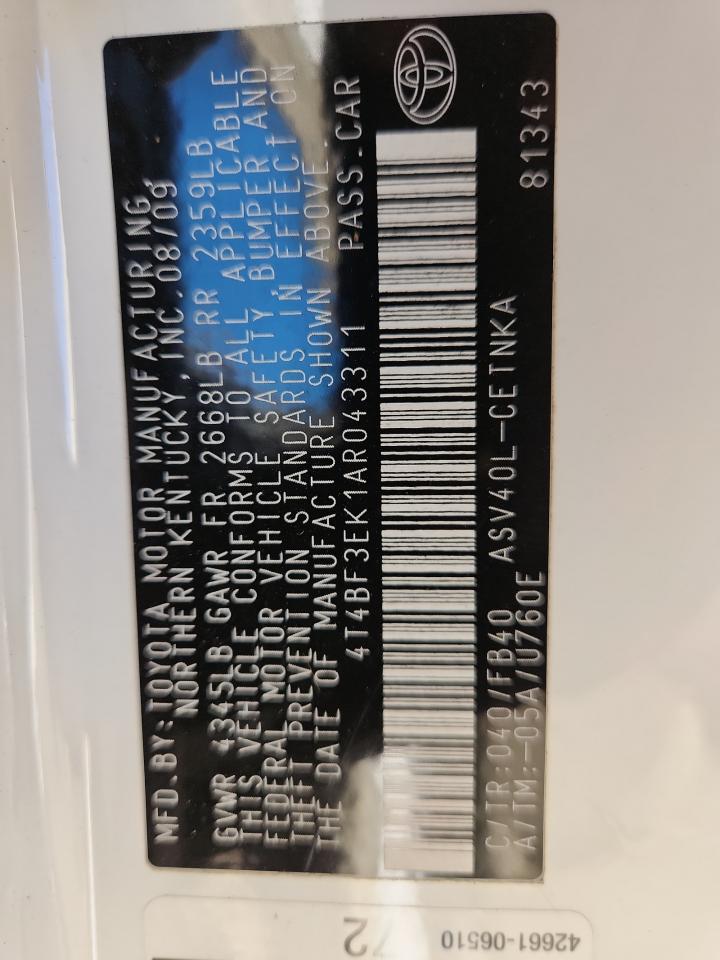 MFD.BY:TOYOTA MOTOR MANUFACTURING,
NORTHERN KENTUCKY, INC.08/09
GVWR 4345LB GAWR FR 2668LB RR 2359LB
THIS VEHICLE CONFORMS TO ALL APPLICABLE
FEDERAL MOTOR VEHICLE SAFETY, BUMPER AND
THEFT PREVENTION STANDARDS IN EFFECT ON
THE DATE OF MANUFACTURE SHOWN ABOVE.
4T4BF3EK1AR043311 PASS.CAR
C/TR:040/FB40 ASV40L-CETNKA
A/TM:-05A/U760E 81343
42661-06510
72